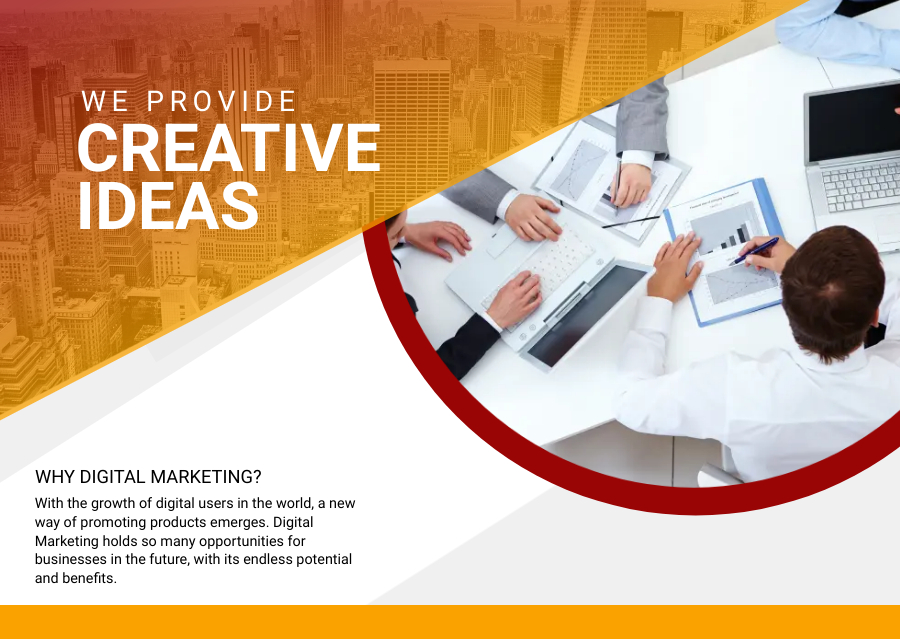 WE PROVIDE
CREATIVE
IDEAS
WHY DIGITAL MARKETING?
With the growth of digital users in the world, a new
way of promoting products emerges. Digital
Marketing holds so many opportunities for
businesses in the future, with its endless potential
and benefits.